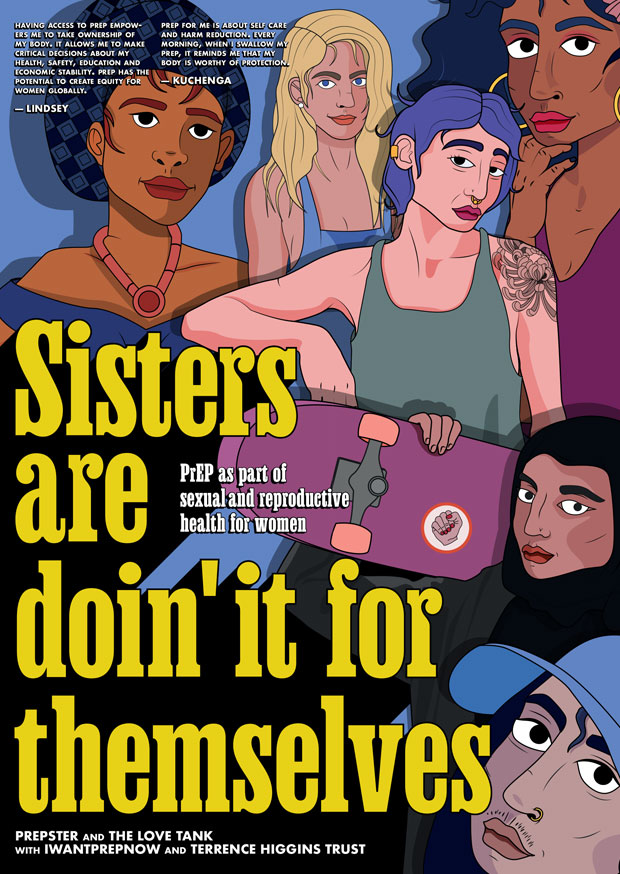 HAVING ACCESS TO PREP EMPOW-
ERS ME TO TAKE OWNERSHIP OF
MY BODY. IT ALLOWS ME TO MAKE
CRITICAL DECISIONS ABOUT MY
HEALTH, SAFETY, EDUCATION AND
ECONOMIC STABILITY. PREP HAS THE
POTENTIAL TO CREATE EQUITY FOR
WOMEN GLOBALLY.
— LINDSEY
PREP FOR ME IS ABOUT SELF CARE
AND HARM REDUCTION. EVERY
MORNING, WHEN I SWALLOW MY
PREP, IT REMINDS ME THAT MY
BODY IS WORTHY OF PROTECTION.
— KUCHENGA
Sisters
are
doin' it for
themselves
PrEP as part of
sexual and reproductive
health for women
PREPSTER AND THE LOVE TANK
WITH IWANTPREPNOW AND TERRENCE HIGGINS TRUST